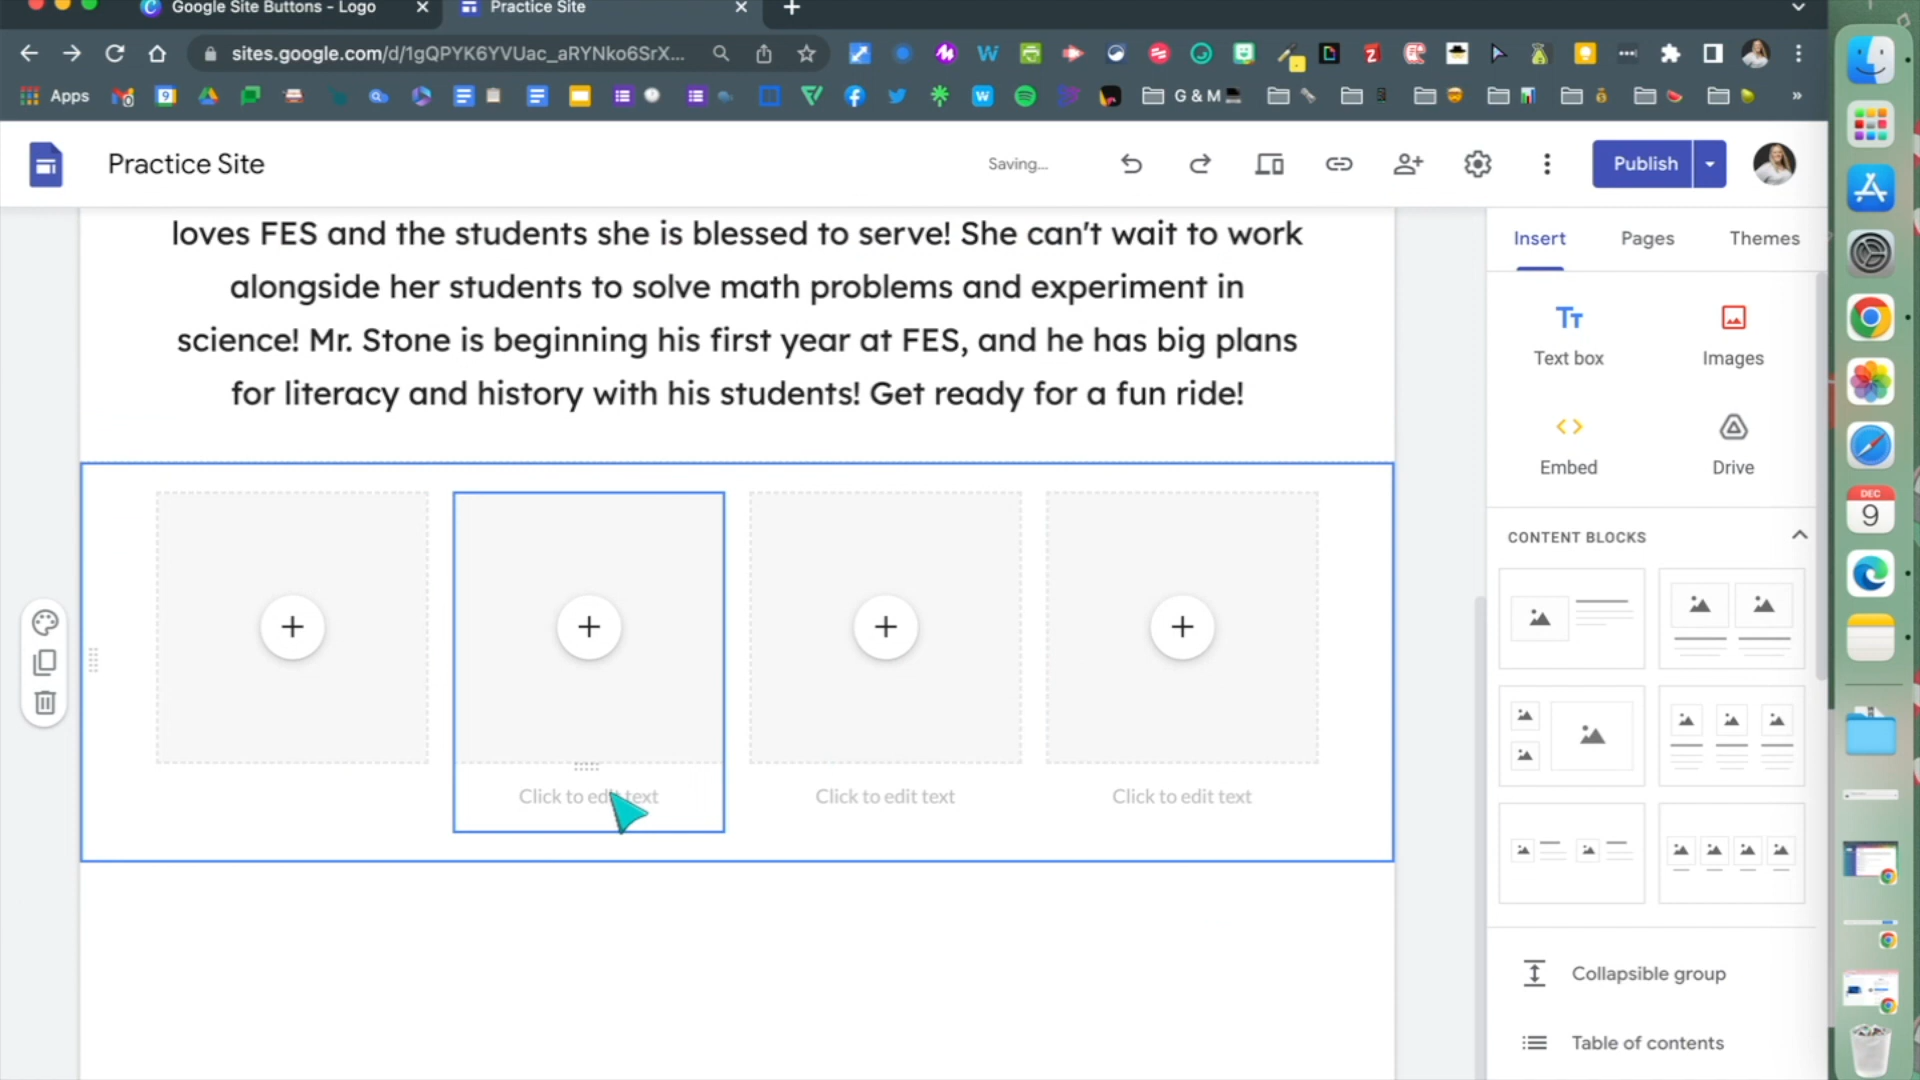 Google Site Buttons - Logo
Practice Site
sites.google.com/d/1gQPYK6YVUac_aRYNko6SrX...
Apps
G & M
Practice Site
Saving...
Publish
loves FES and the students she is blessed to serve! She can't wait to work
alongside her students to solve math problems and experiment in
science! Mr. Stone is beginning his first year at FES, and he has big plans
for literacy and history with his students! Get ready for a fun ride!
Click to edit text
Click to edit text
Click to edit text
Insert
Pages
Themes
Text box
Images
Embed
Drive
CONTENT BLOCKS
Collapsible group
Table of contents
DEC
9